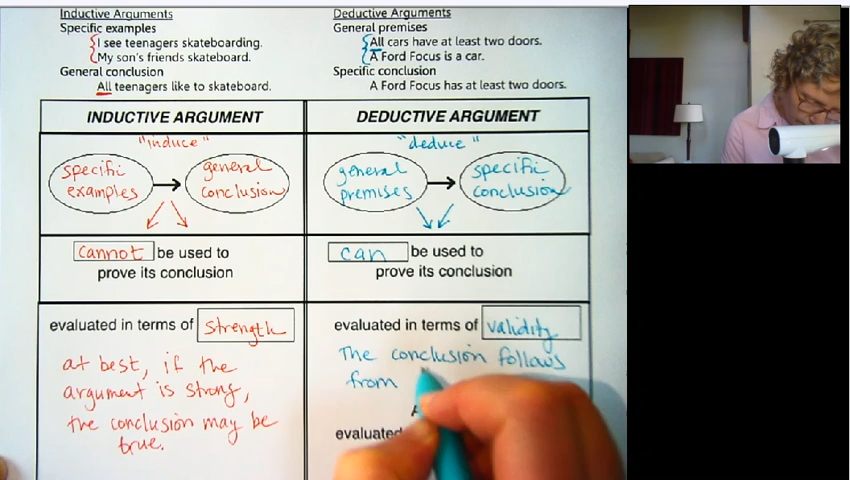 Inductive Arguments
Specific examples
I see teenagers skateboarding.
My son's friends skateboard.
General conclusion
All teenagers like to skateboard.
Deductive Arguments
General premises
All cars have at least two doors.
A Ford Focus is a car.
Specific conclusion
A Ford Focus has at least two doors.
INDUCTIVE ARGUMENT
"induce"
specific
examples
general
conclusion
cannot be used to
prove its conclusion
evaluated in terms of strength
at best, if the
argument is strong,
the conclusion may be
true.
DEDUCTIVE ARGUMENT
"deduce"
general
premises
specific
conclusion
can be used to
prove its conclusion
evaluated in terms of validity
The conclusion follows
from
evaluated